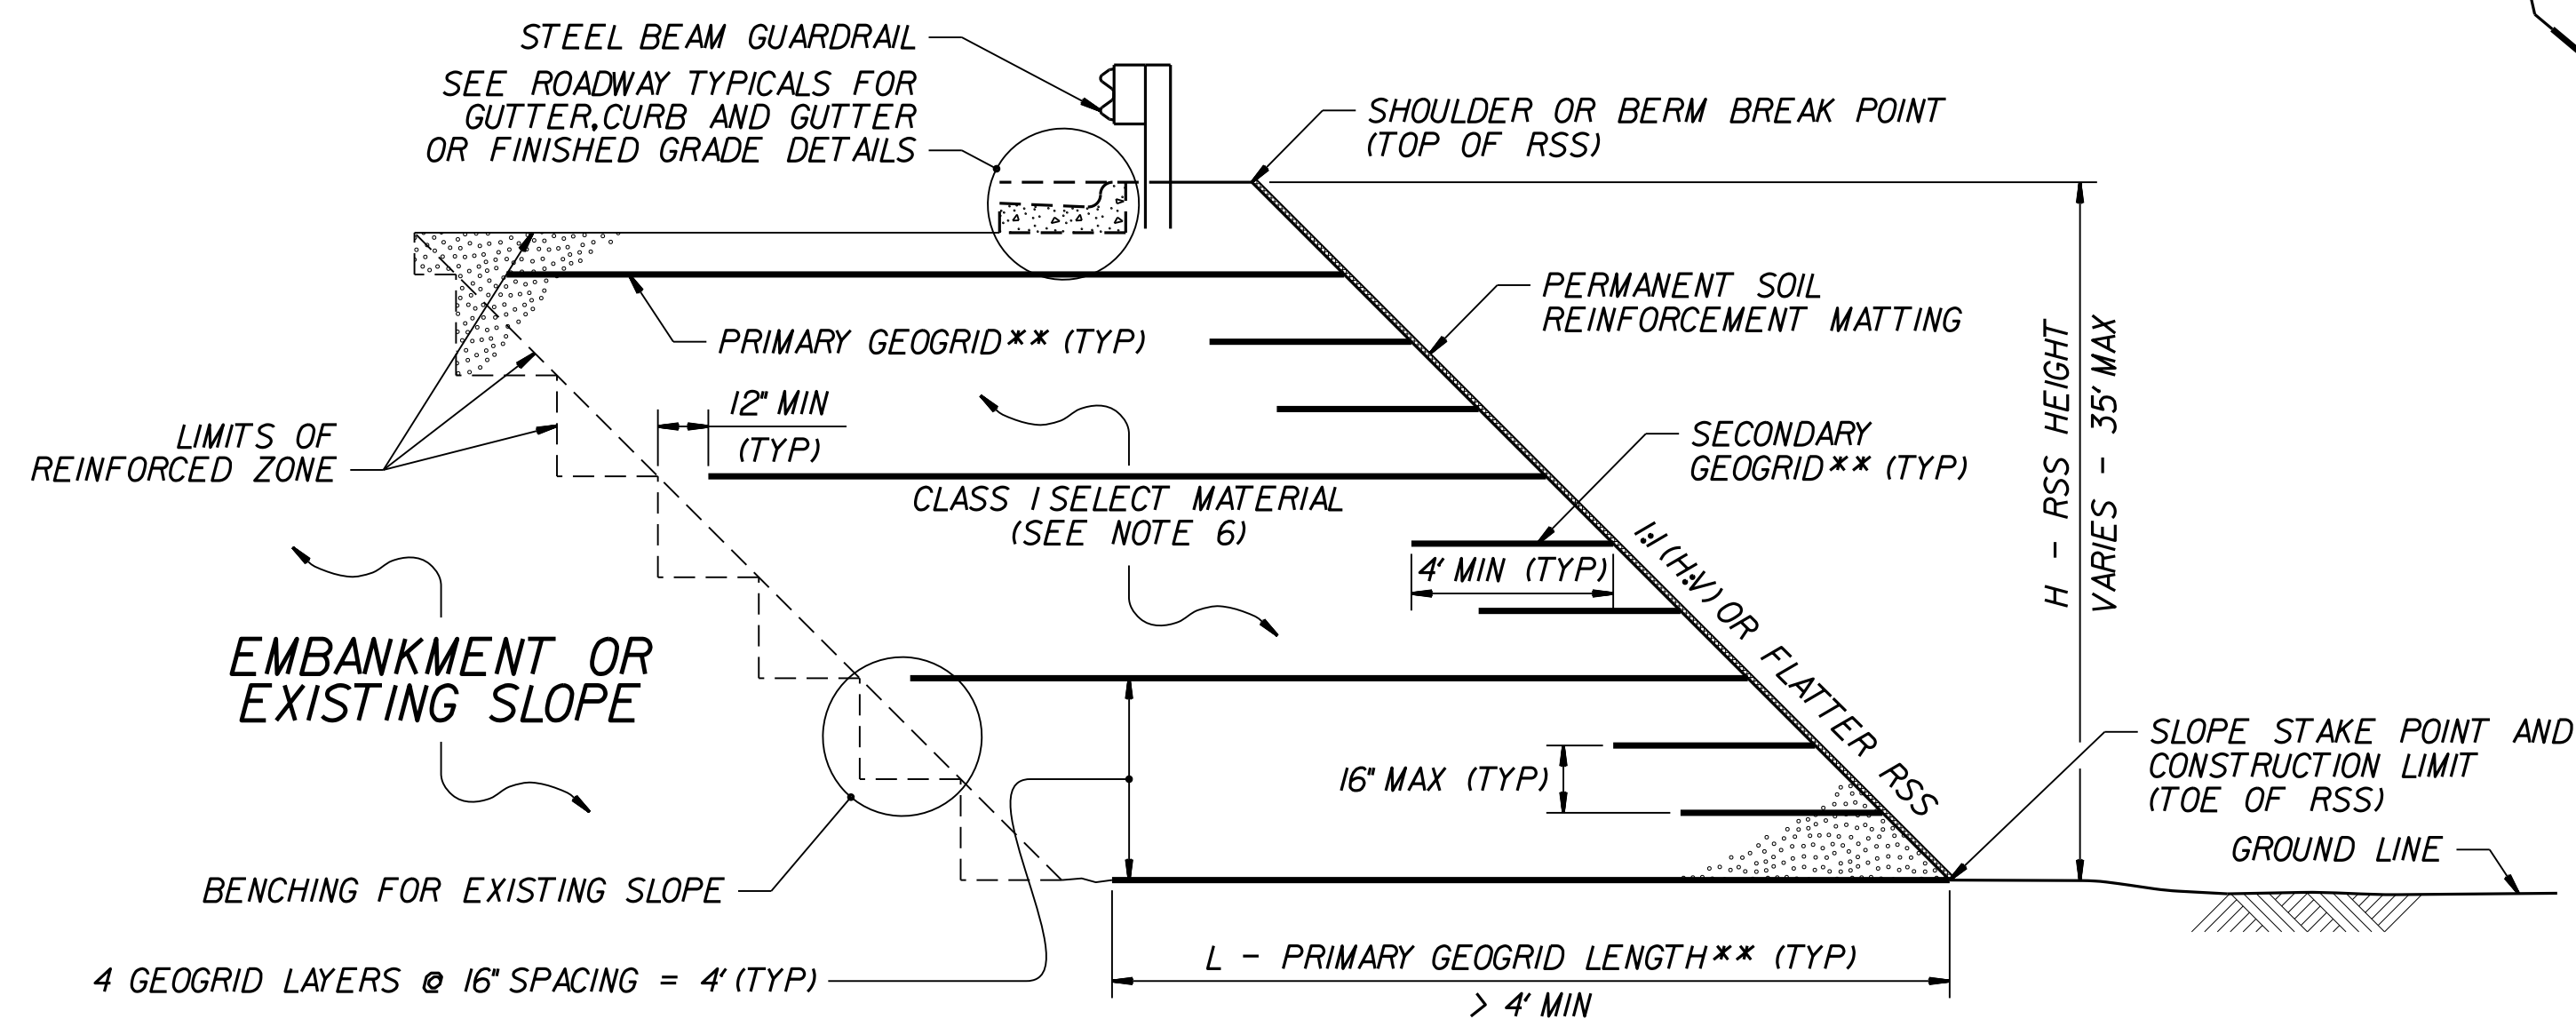 STEEL BEAM GUARDRAIL
SEE ROADWAY TYPICALS FOR
GUTTER, CURB AND GUTTER
OR FINISHED GRADE DETAILS
SHOULDER OR BERM BREAK POINT
(TOP OF RSS)
PERMANENT SOIL
REINFORCEMENT MATTING
PRIMARY GEOGRID** (TYP)
12" MIN
(TYP)
LIMITS OF
REINFORCED ZONE
SECONDARY
GEOGRID** (TYP)
H - RSS HEIGHT
VARIES - 35' MAX
CLASS I SELECT MATERIAL
(SEE NOTE 6)
4' MIN (TYP)
1:1 (H:V) OR FLATTER RSS
EMBANKMENT OR
EXISTING SLOPE
16" MAX (TYP)
SLOPE STAKE POINT AND
CONSTRUCTION LIMIT
(TOE OF RSS)
GROUND LINE
BENCHING FOR EXISTING SLOPE
4 GEOGRID LAYERS @ 16" SPACING = 4' (TYP)
L - PRIMARY GEOGRID LENGTH** (TYP)
> 4' MIN